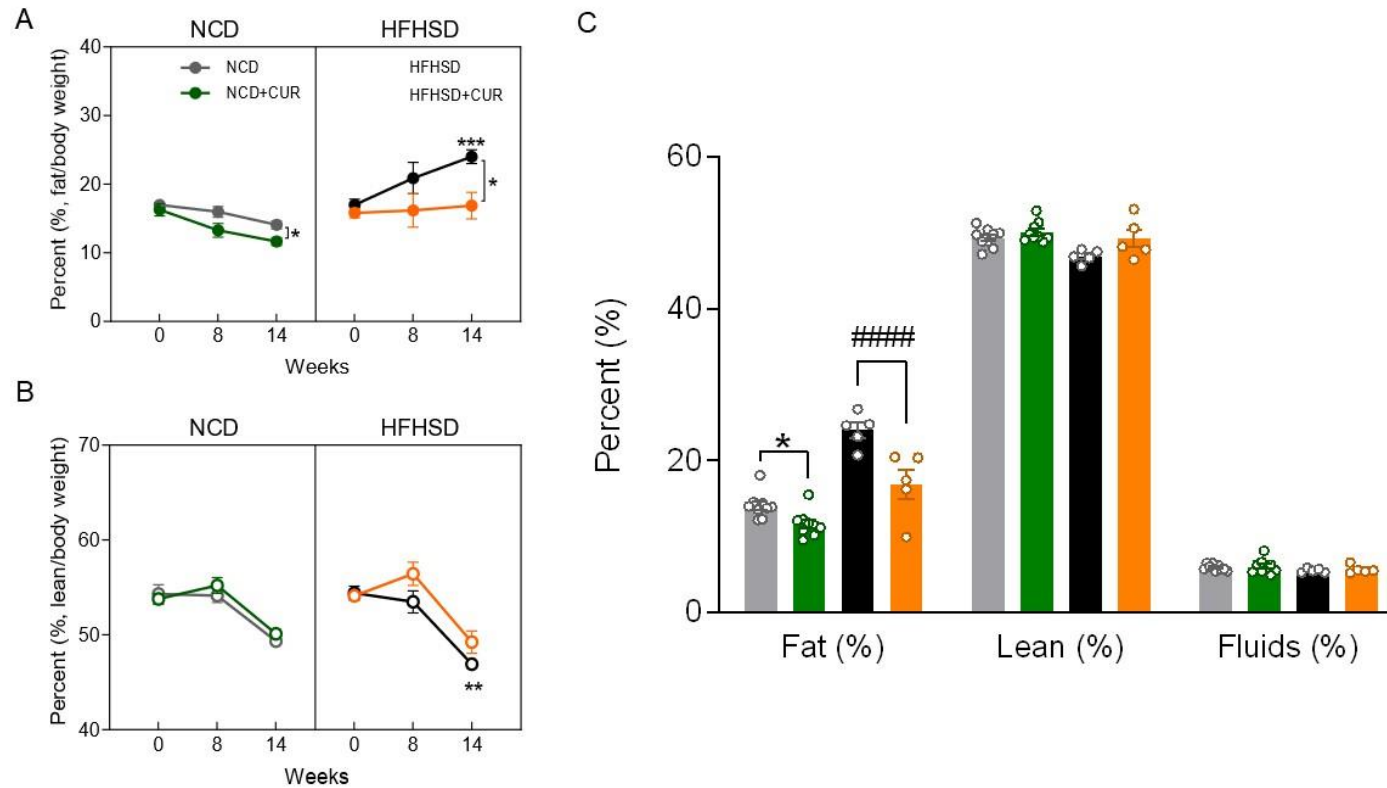 A
NCD HFHSD
Percent (%, fat/body weight)
40
30
20
10
0
NCD
NCD+CUR
HFHSD
HFHSD+CUR
*
***
*
0 8 14 0 8 14
Weeks
B
NCD HFHSD
Percent (%, lean/body weight)
70
60
50
40
**
0 8 14 0 8 14
Weeks
C
Percent (%)
60
40
20
0
*
####
Fat (%) Lean (%) Fluids (%)